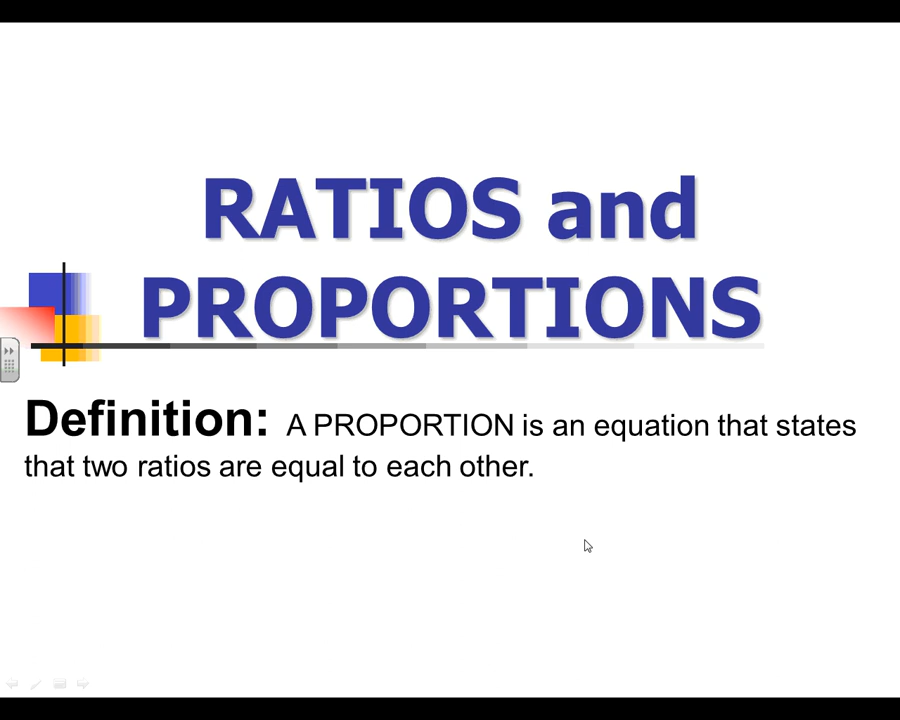 RATIOS and
PROPORTIONS
Definition: A PROPORTION is an equation that states
that two ratios are equal to each other.